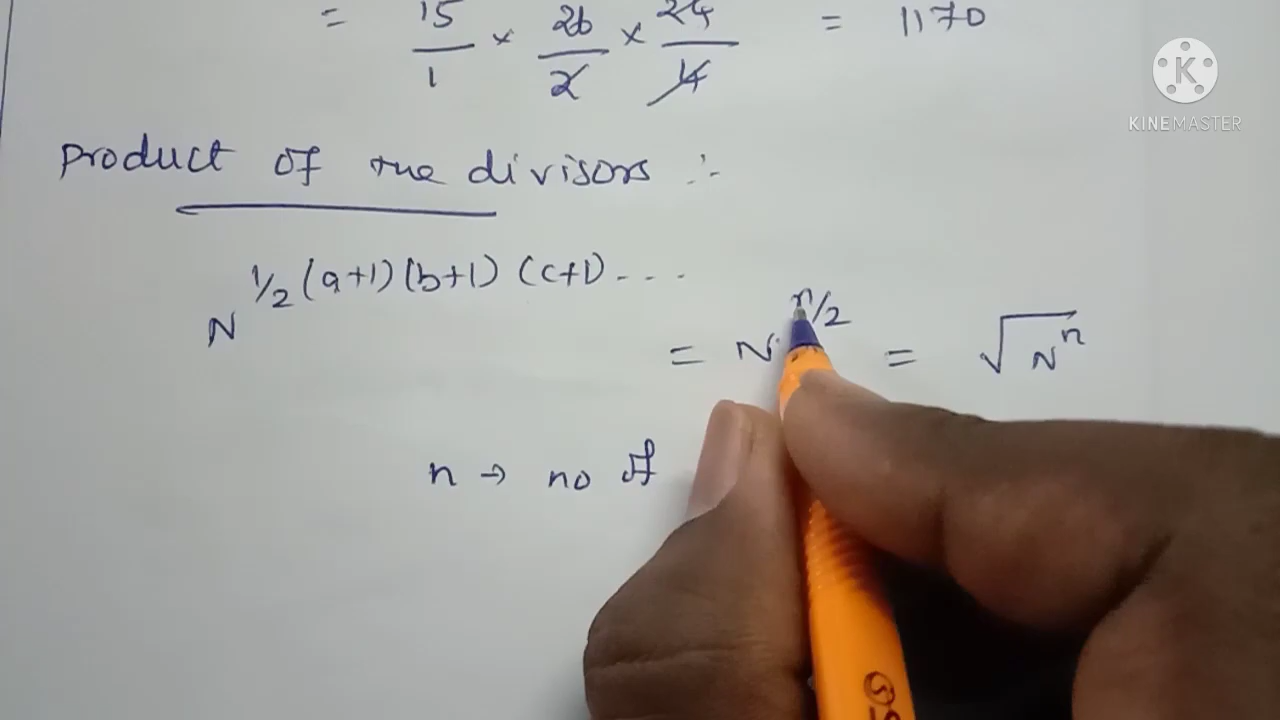 = 15/1 × 26/2 × 24/4 = 1170
KINEMASTER
Product of the divisors :-
N^1/2 (a+1) (b+1) (c+1) ---
= N^n/2 = √N^n
n → no of